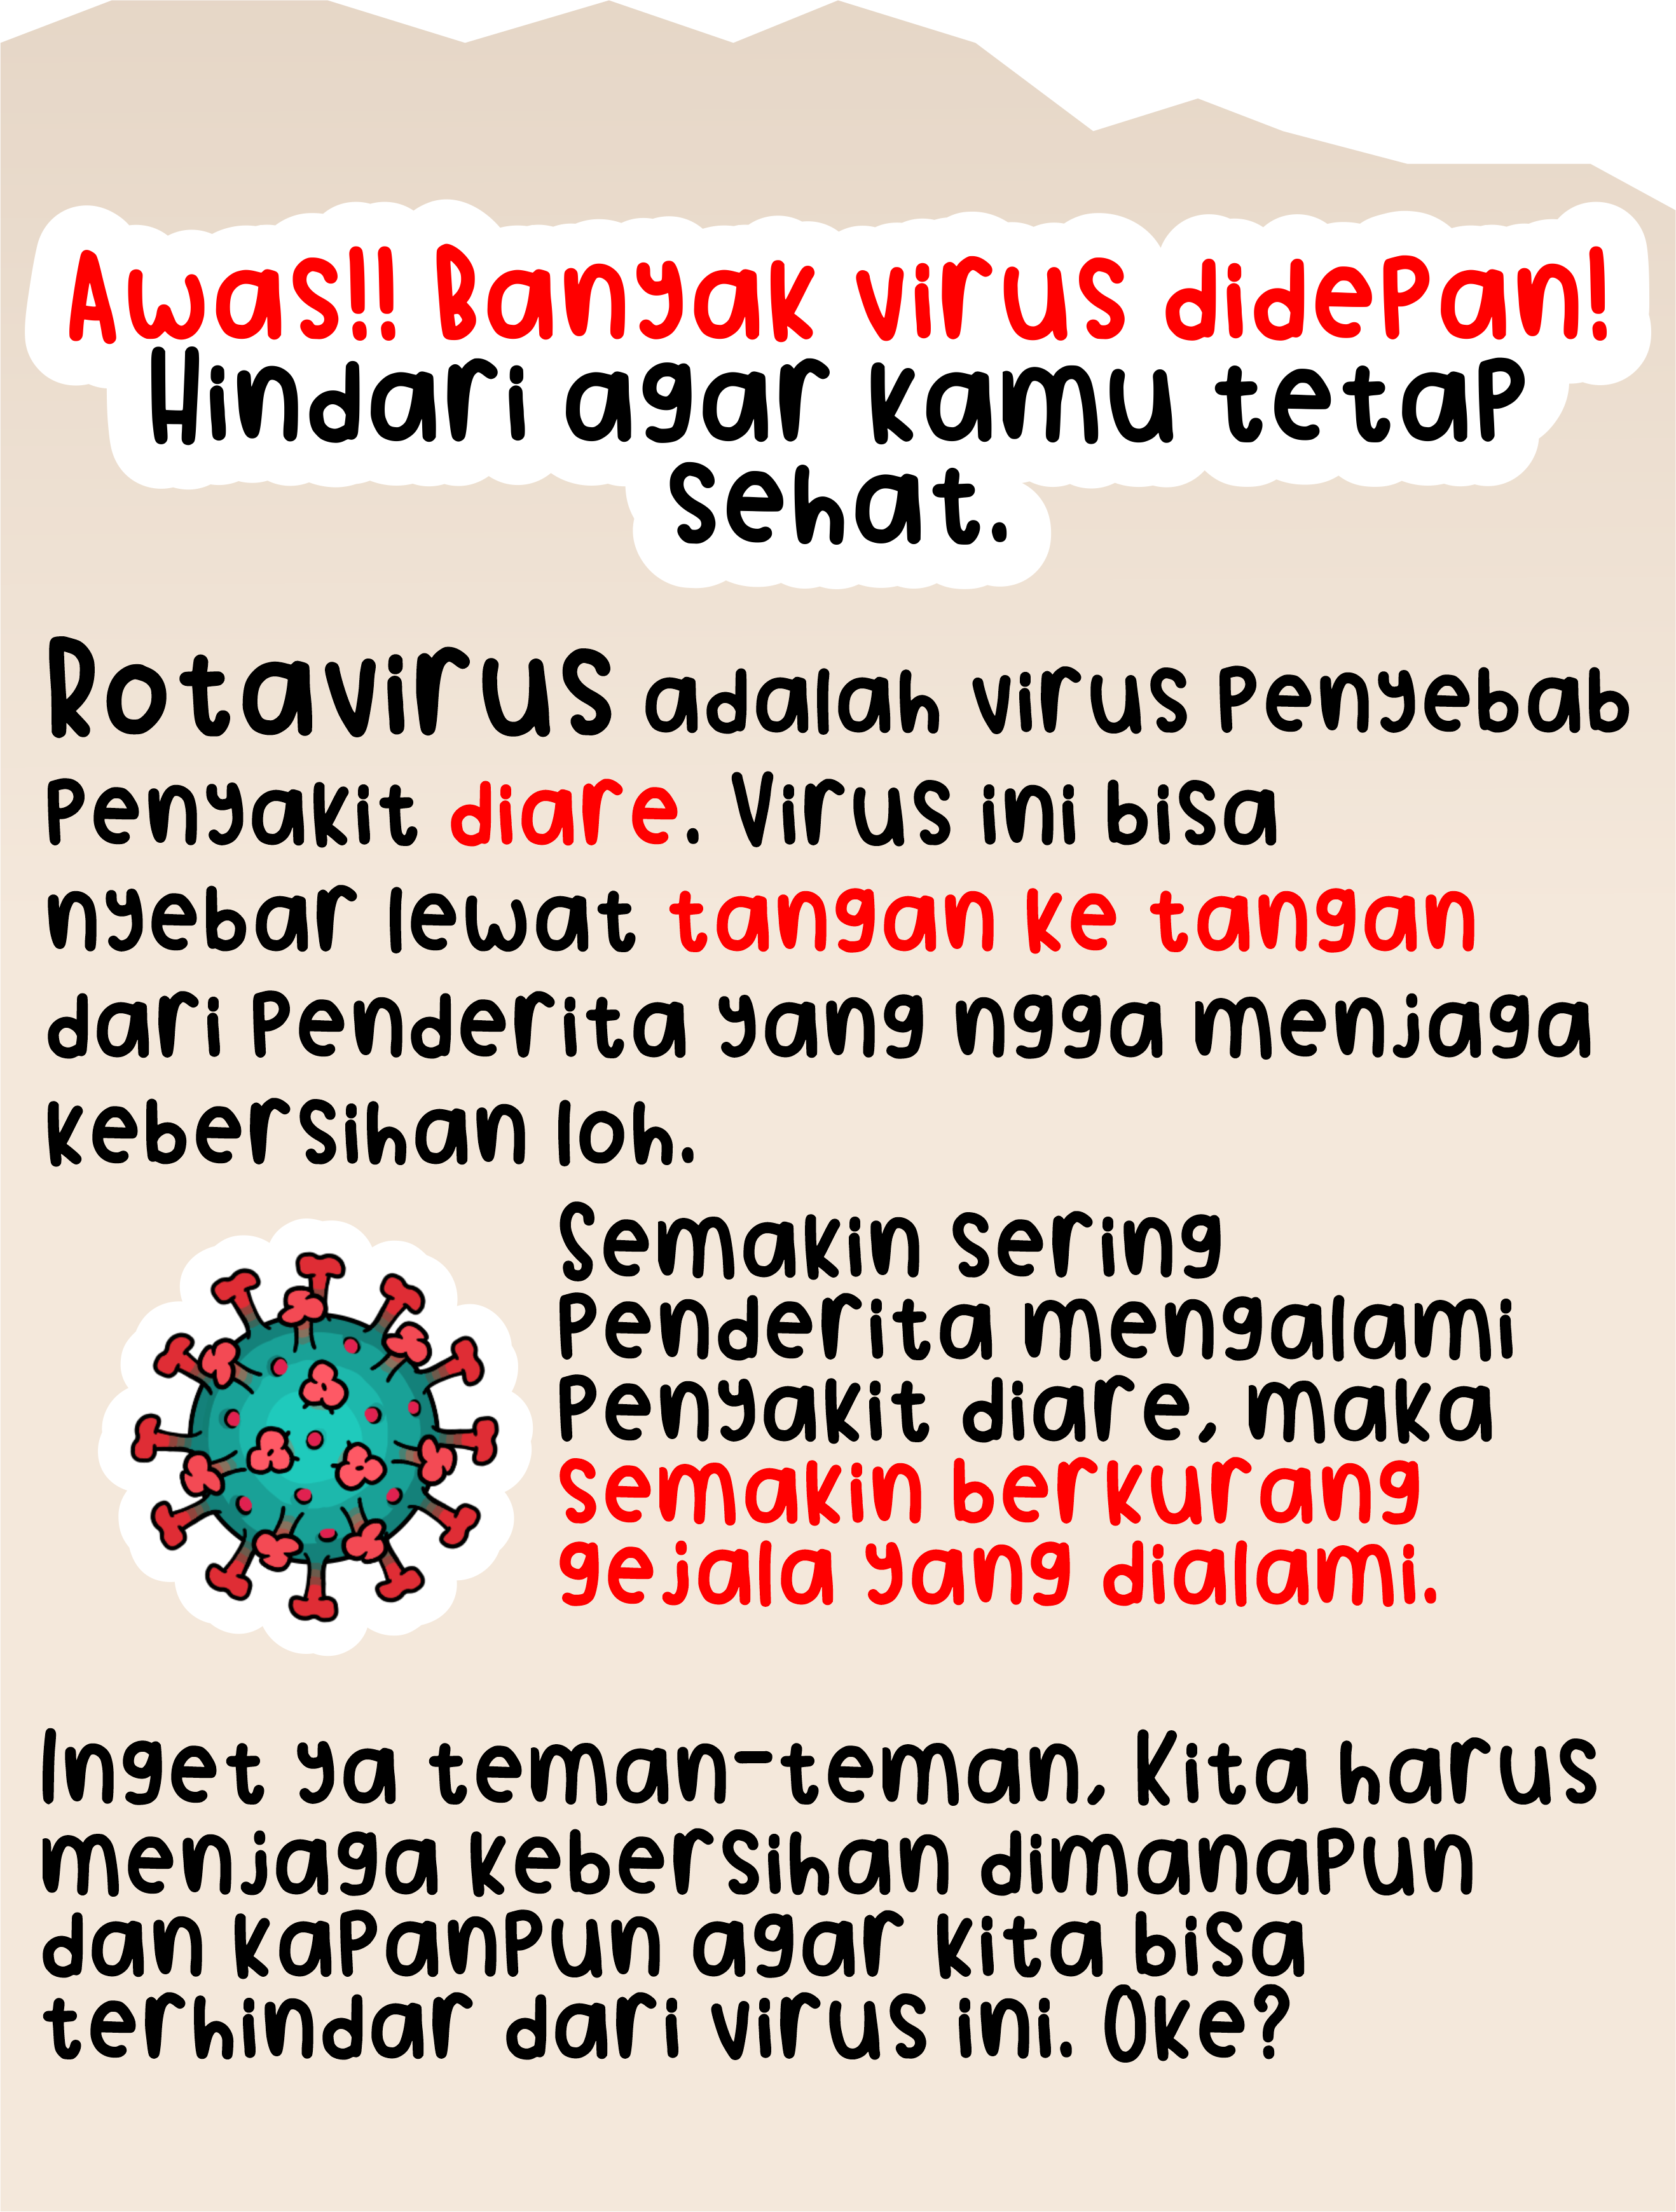 Awas!! Banyak virus didepan!
Hindari agar kamu tetap
sehat.
Rotavirus adalah virus penyebab
penyakit diare. Virus ini bisa
nyebar lewat tangan ke tangan
dari penderita yang ngga menjaga
kebersihan loh.
Semakin sering
penderita mengalami
penyakit diare, maka
semakin berkurang
gejala yang dialami.
Inget ya teman-teman, Kita harus
menjaga kebersihan dimanapun
dan kapanpun agar kita bisa
terhindar dari virus ini. Oke?